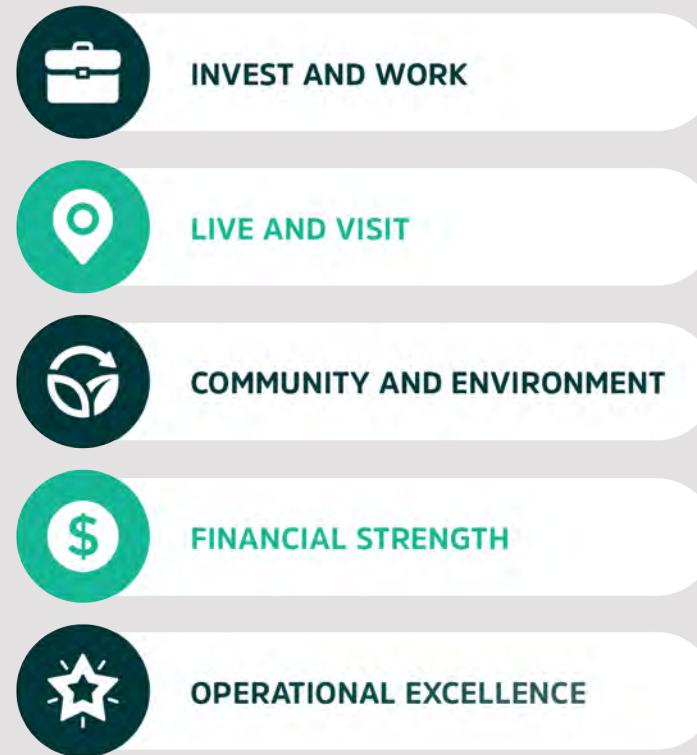 INVEST AND WORK
LIVE AND VISIT
COMMUNITY AND ENVIRONMENT
$
FINANCIAL STRENGTH
OPERATIONAL EXCELLENCE